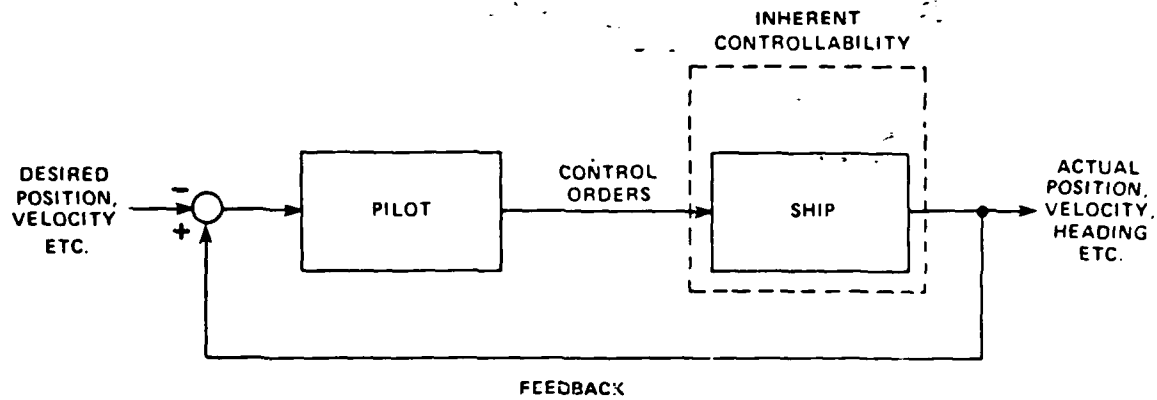 INHERENT
CONTROLLABILITY
DESIRED
POSITION,
VELOCITY
ETC.
−
+
PILOT
CONTROL
ORDERS
SHIP
ACTUAL
POSITION,
VELOCITY,
HEADING
ETC.
FEEDBACK